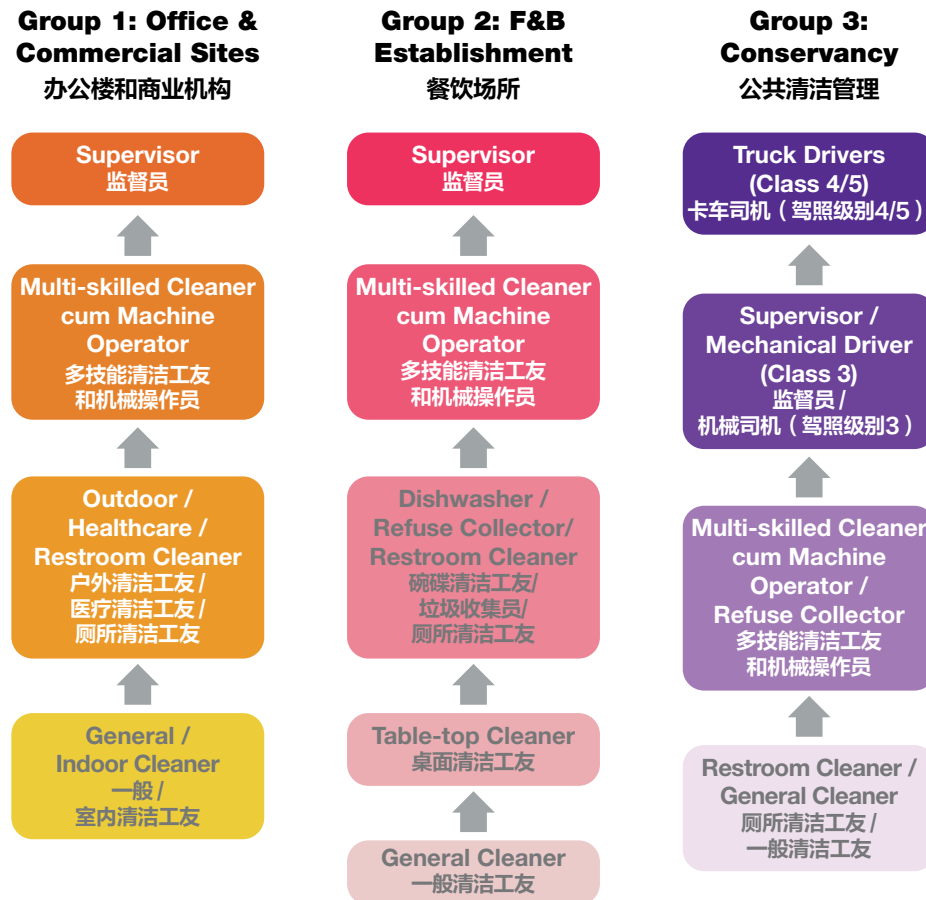 Group 1: Office &
Commercial Sites
办公楼和商业机构
Supervisor
监督员
Multi-skilled Cleaner
cum Machine
Operator
多技能清洁工友
和机械操作员
Outdoor /
Healthcare /
Restroom Cleaner
户外清洁工友 /
医疗清洁工友 /
厕所清洁工友
General /
Indoor Cleaner
一般 /
室内清洁工友
Group 2: F&B
Establishment
餐饮场所
Supervisor
监督员
Multi-skilled Cleaner
cum Machine
Operator
多技能清洁工友
和机械操作员
Dishwasher /
Refuse Collector/
Restroom Cleaner
碗碟清洁工友/
垃圾收集员/
厕所清洁工友
Table-top Cleaner
桌面清洁工友
General Cleaner
一般清洁工友
Group 3:
Conservancy
公共清洁管理
Truck Drivers
(Class 4/5)
卡车司机（驾照级别4/5）
Supervisor /
Mechanical Driver
(Class 3)
监督员 /
机械司机（驾照级别3）
Multi-skilled Cleaner
cum Machine
Operator /
Refuse Collector
多技能清洁工友
和机械操作员
Restroom Cleaner /
General Cleaner
厕所清洁工友 /
一般清洁工友